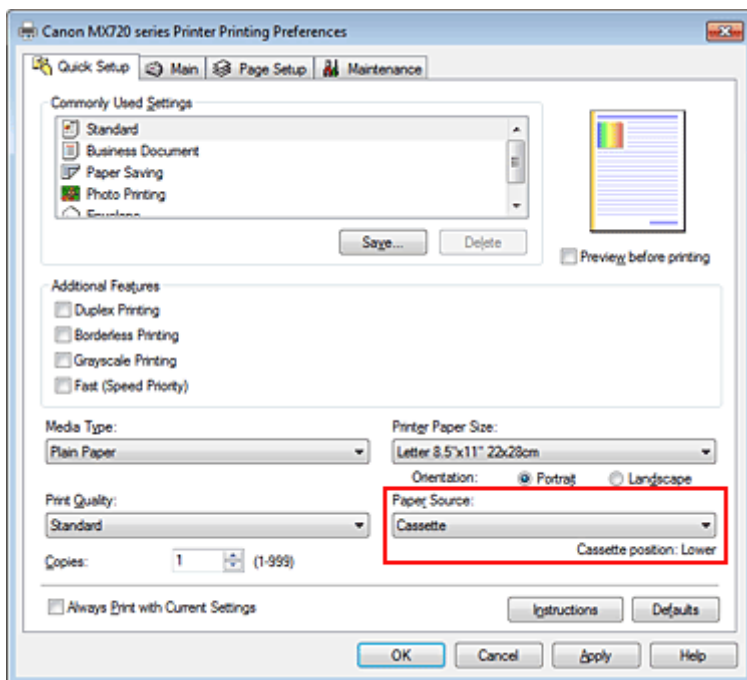 Canon MX720 series Printer Printing Preferences
Quick Setup Main Page Setup Maintenance
Commonly Used Settings
Standard
Business Document
Paper Saving
Photo Printing
Envelope
Save... Delete
Preview before printing
Additional Features
Duplex Printing
Borderless Printing
Grayscale Printing
Fast (Speed Priority)
Media Type: Printer Paper Size:
Plain Paper Letter 8.5"x11" 22x28cm
Orientation: Portrait Landscape
Print Quality: Paper Source:
Standard Cassette
Cassette position: Lower
Copies: 1 (1-999)
Always Print with Current Settings Instructions Defaults
OK Cancel Apply Help